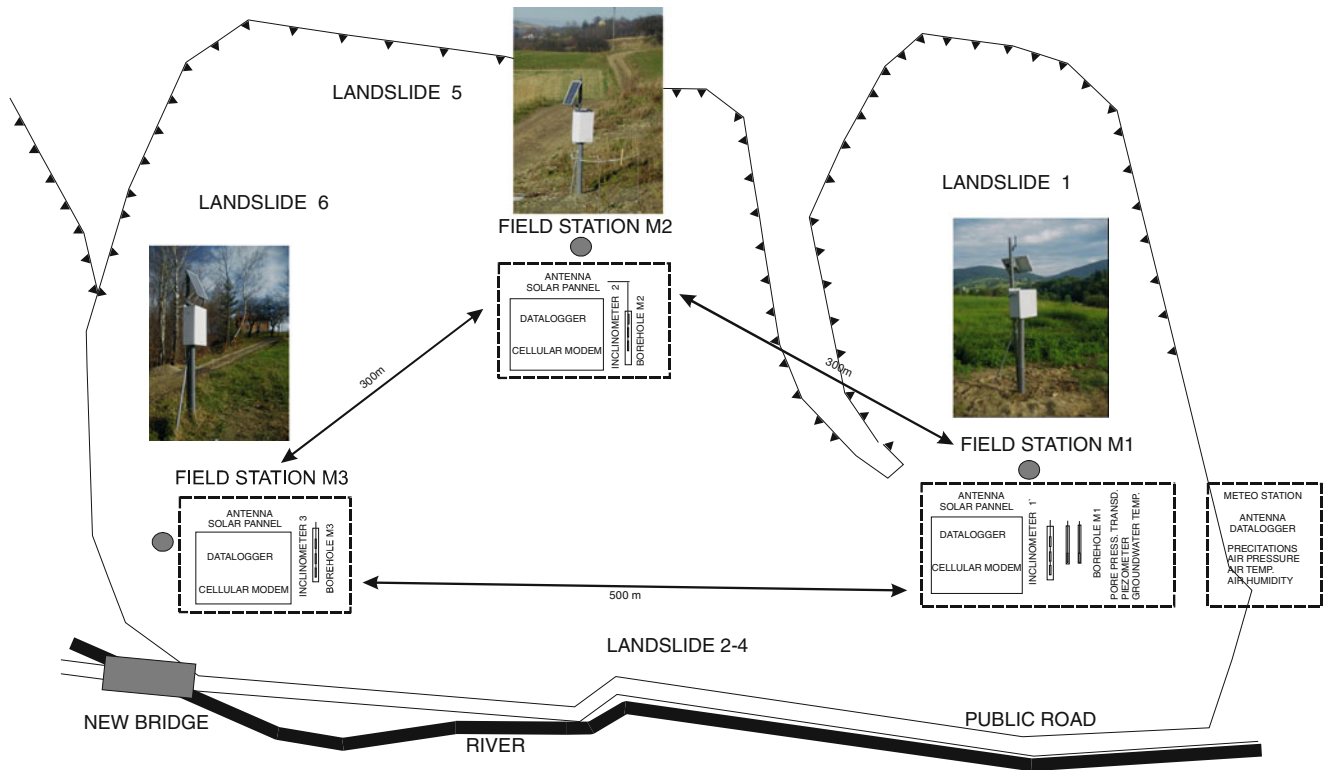 LANDSLIDE 5
LANDSLIDE 1
LANDSLIDE 6
FIELD STATION M2
ANTENNA
SOLAR PANNEL
DATALOGGER
CELLULAR MODEM
INCLINOMETER 2
BOREHOLE M2
300m
300m
FIELD STATION M1
ANTENNA
SOLAR PANNEL
DATALOGGER
CELLULAR MODEM
INCLINOMETER 1'
BOREHOLE M1
PORE PRESS. TRANSD.
PIEZOMETER
GROUNDWATER TEMP.
METEO STATION
ANTENNA
DATALOGGER
PRECITATIONS
AIR PRESSURE
AIR TEMP.
AIR HUMIDITY
FIELD STATION M3
ANTENNA
SOLAR PANNEL
DATALOGGER
CELLULAR MODEM
INCLINOMETER 3
BOREHOLE M3
500 m
LANDSLIDE 2-4
NEW BRIDGE
RIVER
PUBLIC ROAD